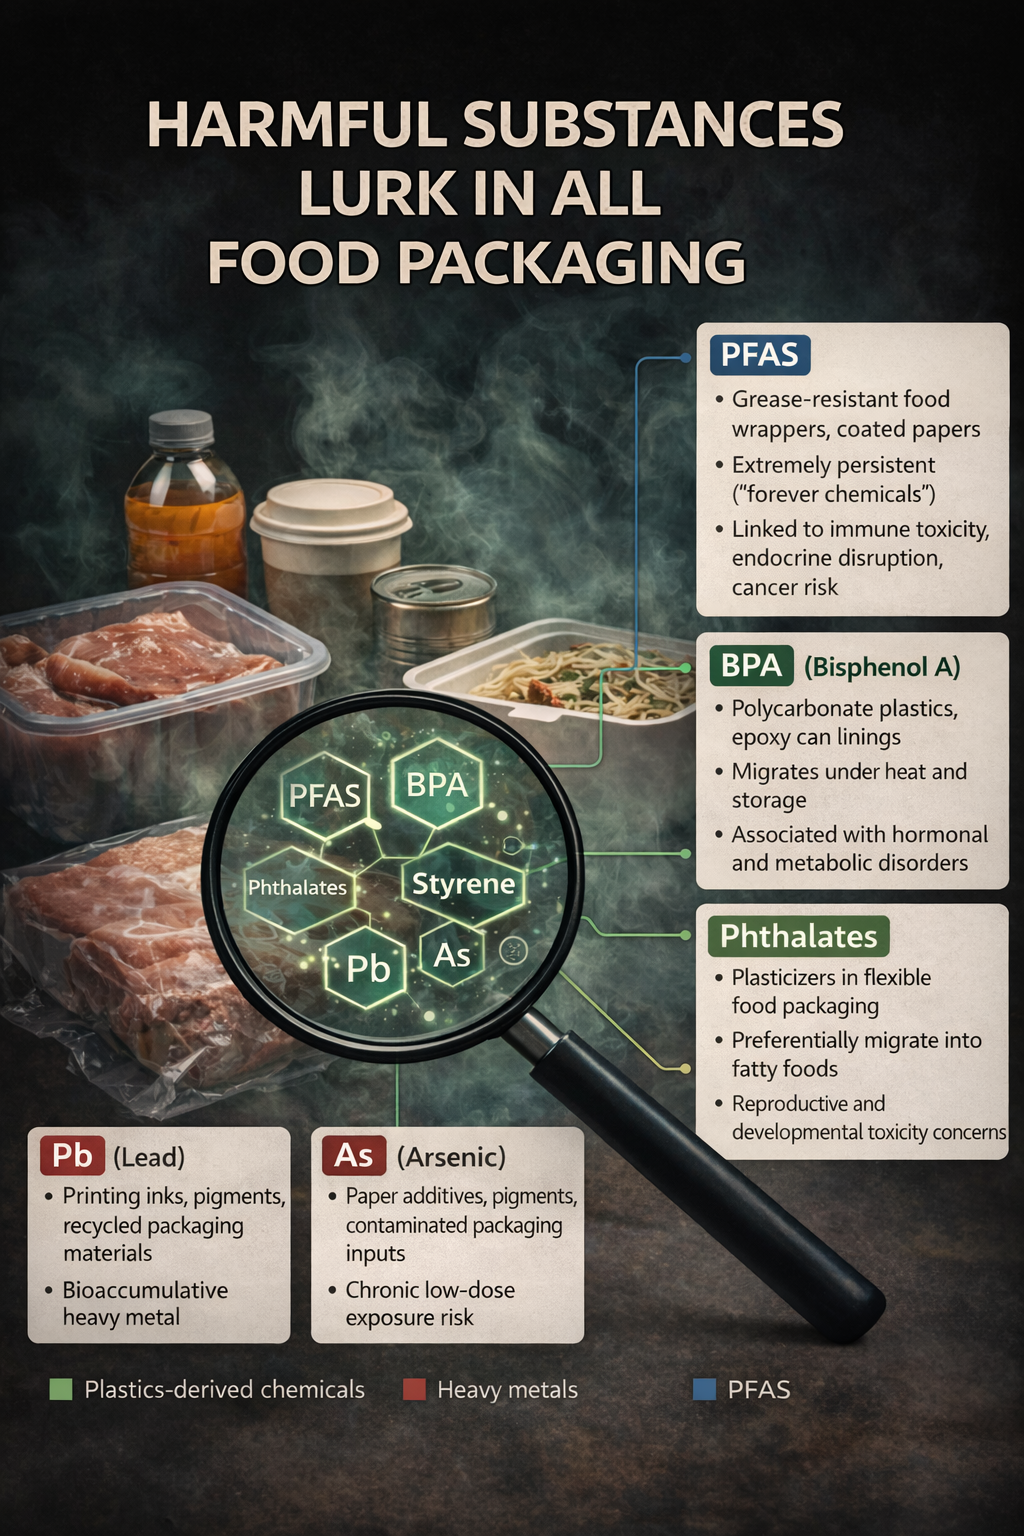 HARMFUL SUBSTANCES
LURK IN ALL
FOOD PACKAGING
PFAS
• Grease-resistant food
wrappers, coated papers
• Extremely persistent
("forever chemicals")
• Linked to immune toxicity,
endocrine disruption,
cancer risk
BPA (Bisphenol A)
• Polycarbonate plastics,
epoxy can linings
• Migrates under heat and
storage
• Associated with hormonal
and metabolic disorders
Phthalates
• Plasticizers in flexible
food packaging
• Preferentially migrate into
fatty foods
• Reproductive and
developmental toxicity concerns
PFAS
BPA
Phthalates
Styrene
Pb
As
Pb (Lead)
• Printing inks, pigments,
recycled packaging
materials
• Bioaccumulative
heavy metal
As (Arsenic)
• Paper additives, pigments,
contaminated packaging
inputs
• Chronic low-dose
exposure risk
Plastics-derived chemicals
Heavy metals
PFAS